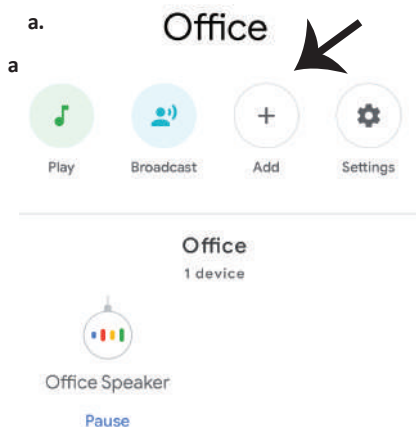 a.
Office
a
Play Broadcast Add Settings
Office
1 device
Office Speaker
Pause